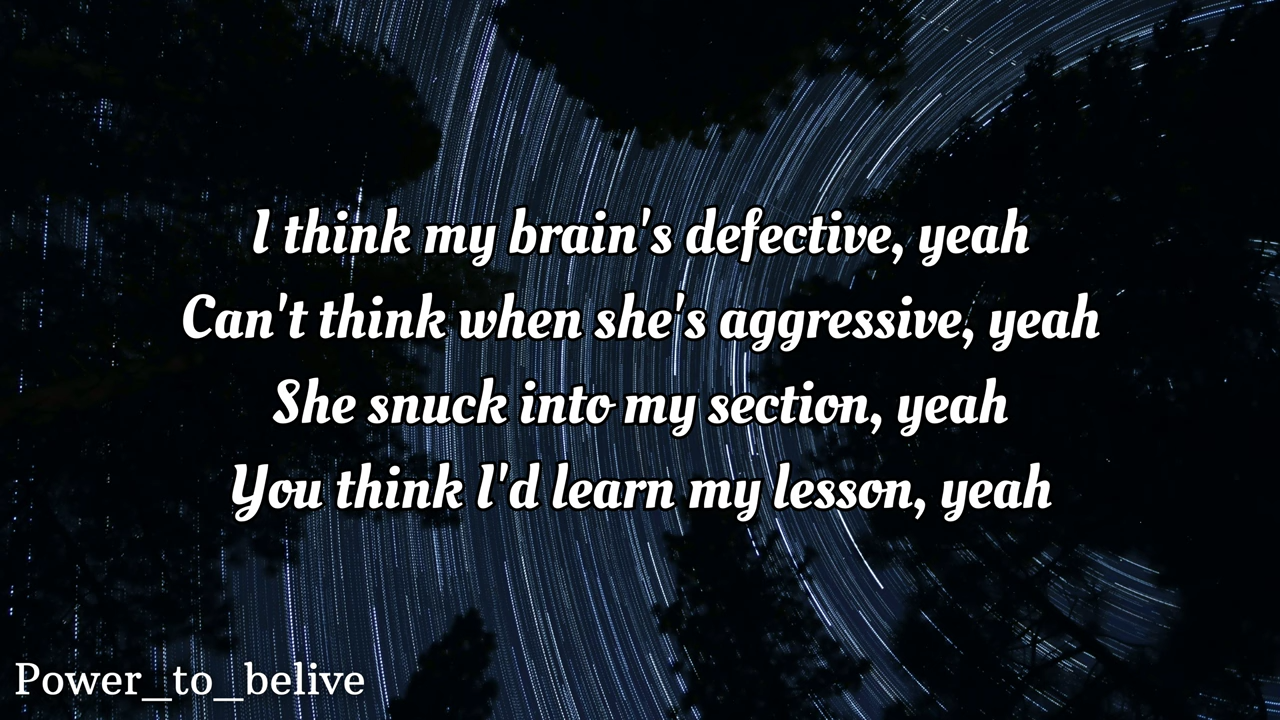 I think my brain's defective, yeah
Can't think when she's aggressive, yeah
She snuck into my section, yeah
You think I'd learn my lesson, yeah
Power_to_belive